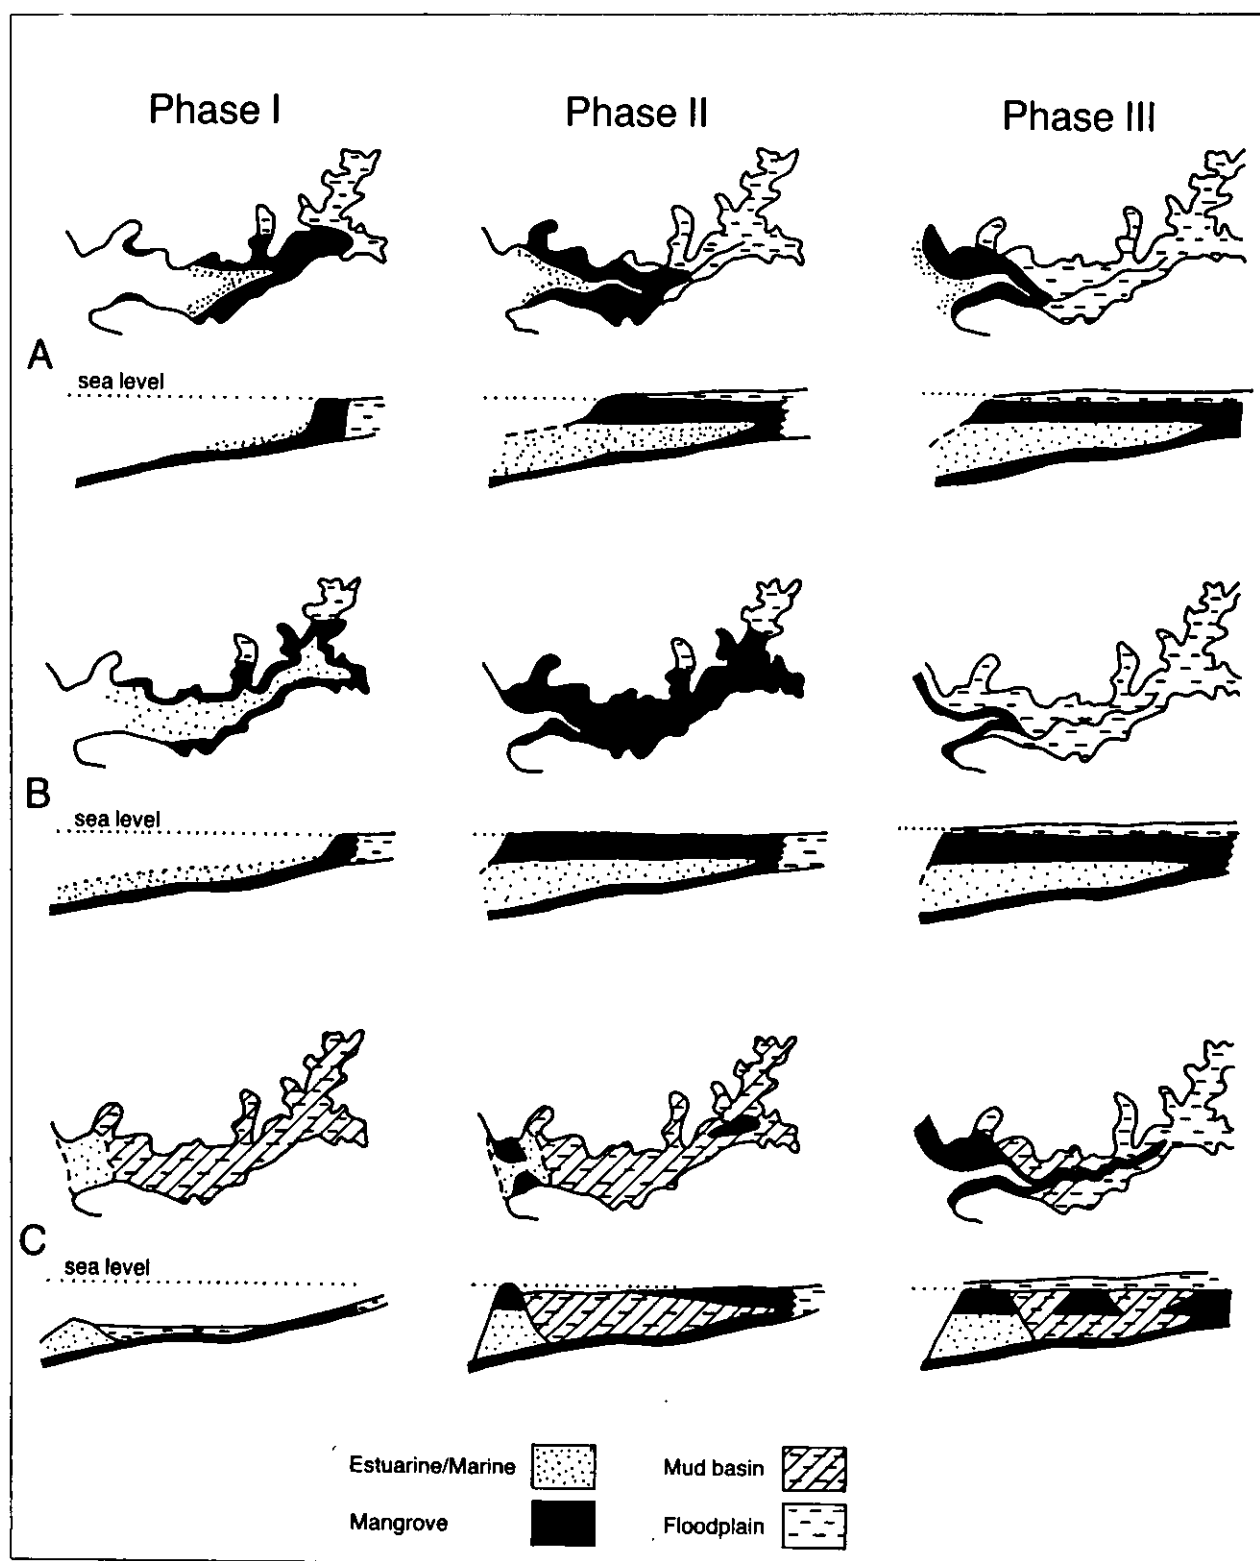 Phase I
Phase II
Phase III
A
sea level
B
sea level
C
sea level
Estuarine/Marine
Mud basin
Mangrove
Floodplain